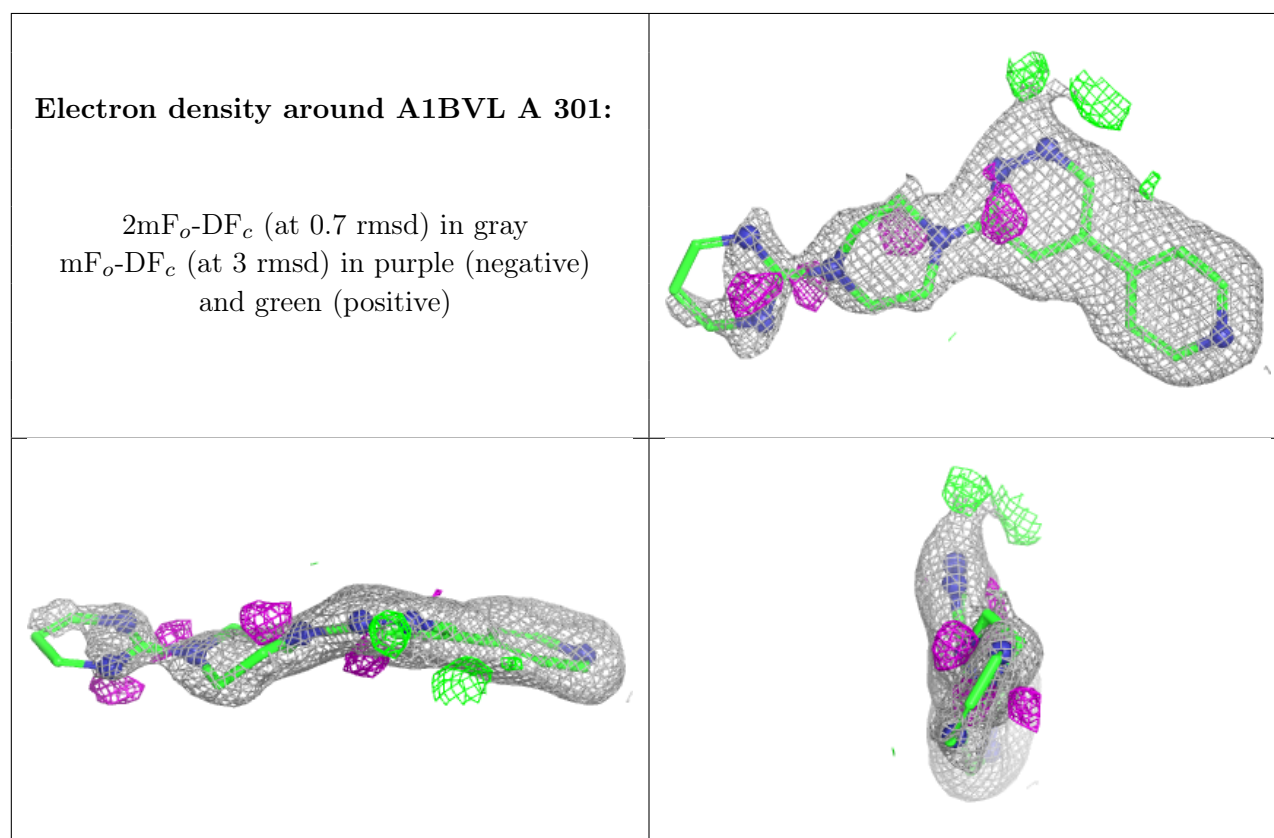 Electron density around A1BVL A 301:
2mFo-DFc (at 0.7 rmsd) in gray
mFo-DFc (at 3 rmsd) in purple (negative)
and green (positive)